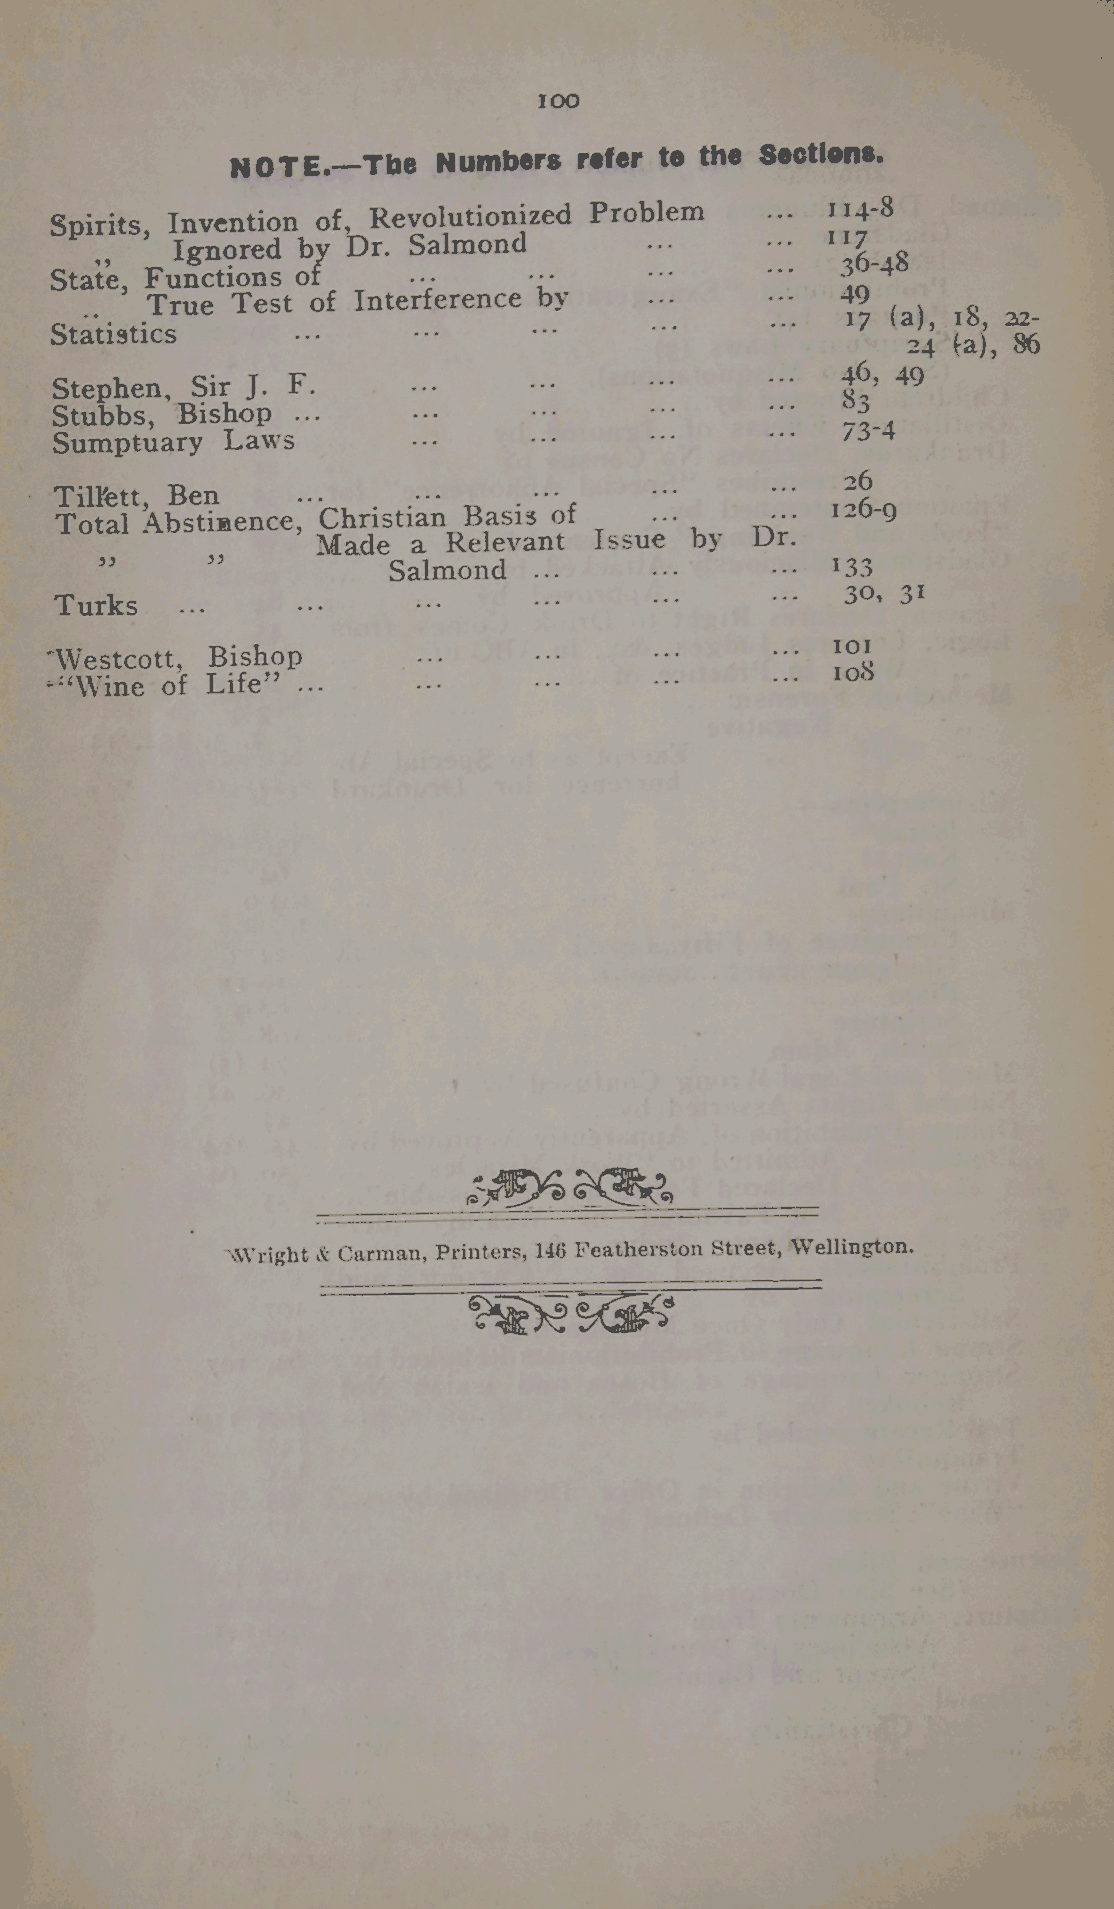 100
NOTE.—The Numbers refer to the Sections.
Spirits, Invention of, Revolutionized Problem ... 114-8
,, Ignored by Dr. Salmond ... ... 117
State, Functions of ... ... ... ... 36-48
,, True Test of Interference by ... ... 49
Statistics ... ... ... ... ... 17 (a), 18, 22-
24 (a), 86
Stephen, Sir J. F. ... ... ... ... 46, 49
Stubbs, Bishop ... ... ... ... ... 83
Sumptuary Laws ... ... ... ... 73-4
Tillett, Ben ... ... ... ... ... 26
Total Abstinence, Christian Basis of ... ... 126-9
,, ,, Made a Relevant Issue by Dr.
Salmond ... ... ... 133
Turks ... ... ... ... ... ... 30, 31
Westcott, Bishop ... ... ... ... 101
"Wine of Life" ... ... ... ... ... 108
Wright & Carman, Printers, 146 Featherston Street, Wellington.